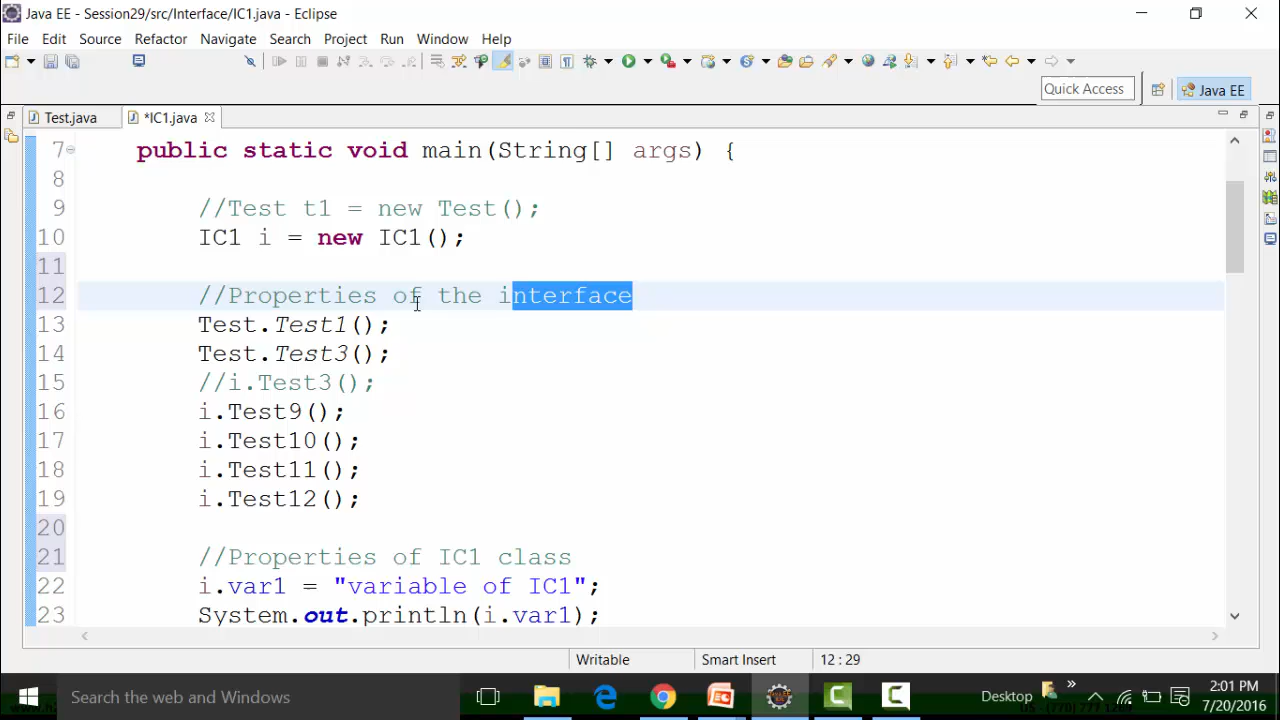 Java EE - Session29/src/Interface/IC1.java - Eclipse
File Edit Source Refactor Navigate Search Project Run Window Help
Quick Access
Java EE
Test.java
*IC1.java
7 public static void main(String[] args) {
8
9 //Test t1 = new Test();
10 IC1 i = new IC1();
11
12 //Properties of the interface
13 Test.Test1();
14 Test.Test3();
15 //i.Test3();
16 i.Test9();
17 i.Test10();
18 i.Test11();
19 i.Test12();
20
21 //Properties of IC1 class
22 i.var1 = "variable of IC1";
23 System.out.println(i.var1);
Writable Smart Insert 12 : 29
Search the web and Windows
Desktop
2:01 PM
7/20/2016